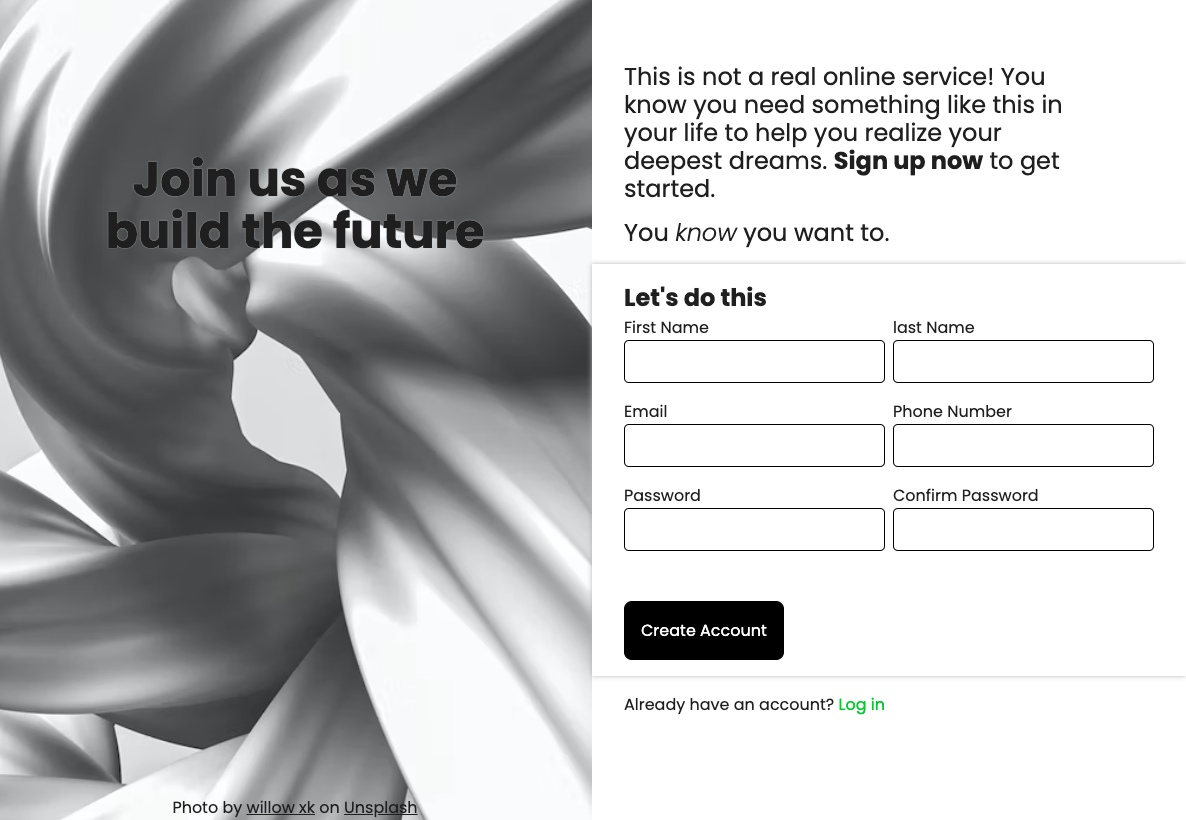 Join us as we
build the future
Photo by willow xk on Unsplash
This is not a real online service! You
know you need something like this in
your life to help you realize your
deepest dreams. Sign up now to get
started.
You know you want to.
Let's do this
First Name
last Name
Email
Phone Number
Password
Confirm Password
Create Account
Already have an account? Log in